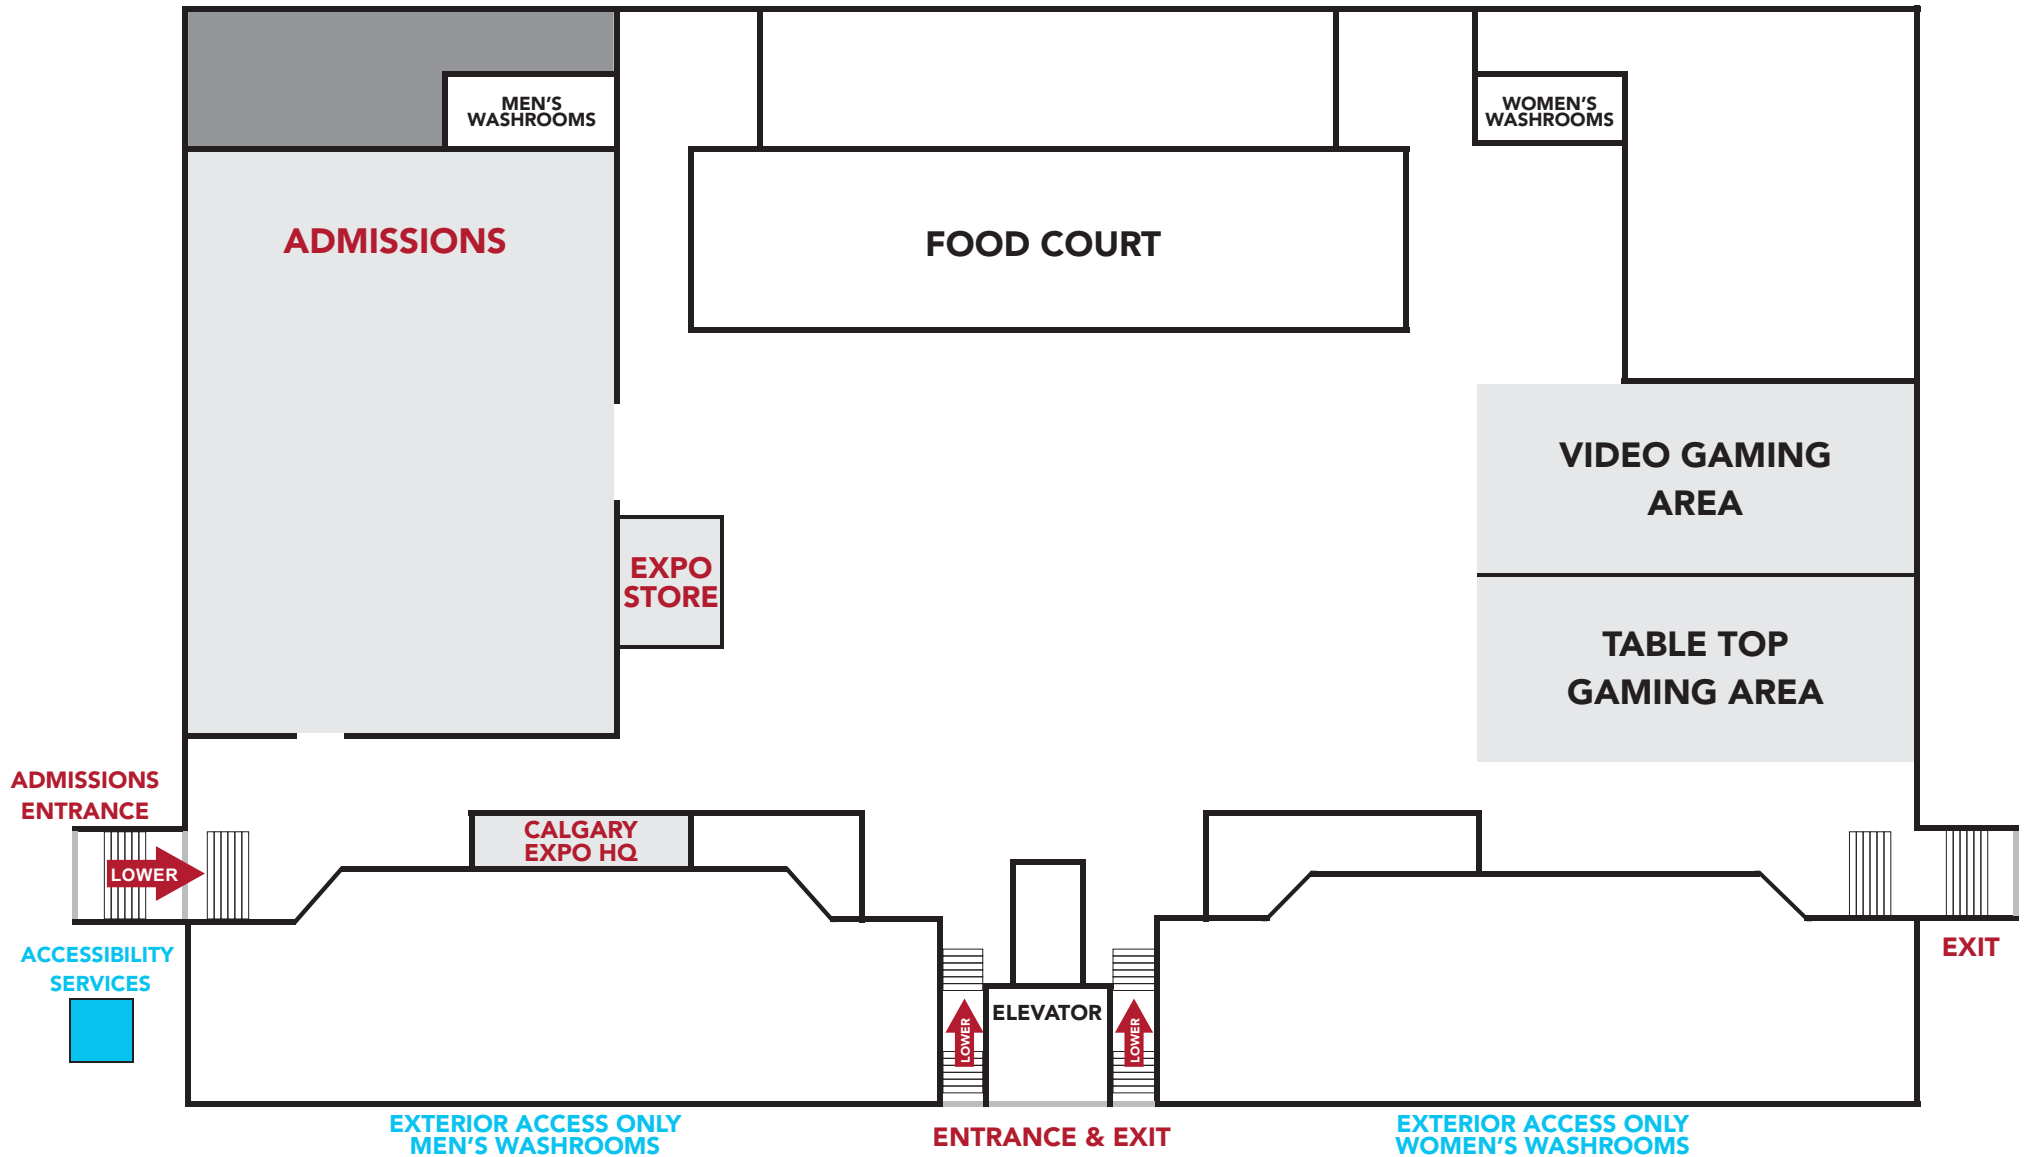 MEN'S
WASHROOMS
WOMEN'S
WASHROOMS
ADMISSIONS
FOOD COURT
VIDEO GAMING
AREA
EXPO
STORE
TABLE TOP
GAMING AREA
ADMISSIONS
ENTRANCE
LOWER
CALGARY
EXPO HQ
ACCESSIBILITY
SERVICES
EXIT
ELEVATOR
LOWER
LOWER
EXTERIOR ACCESS ONLY
MEN'S WASHROOMS
ENTRANCE & EXIT
EXTERIOR ACCESS ONLY
WOMEN'S WASHROOMS